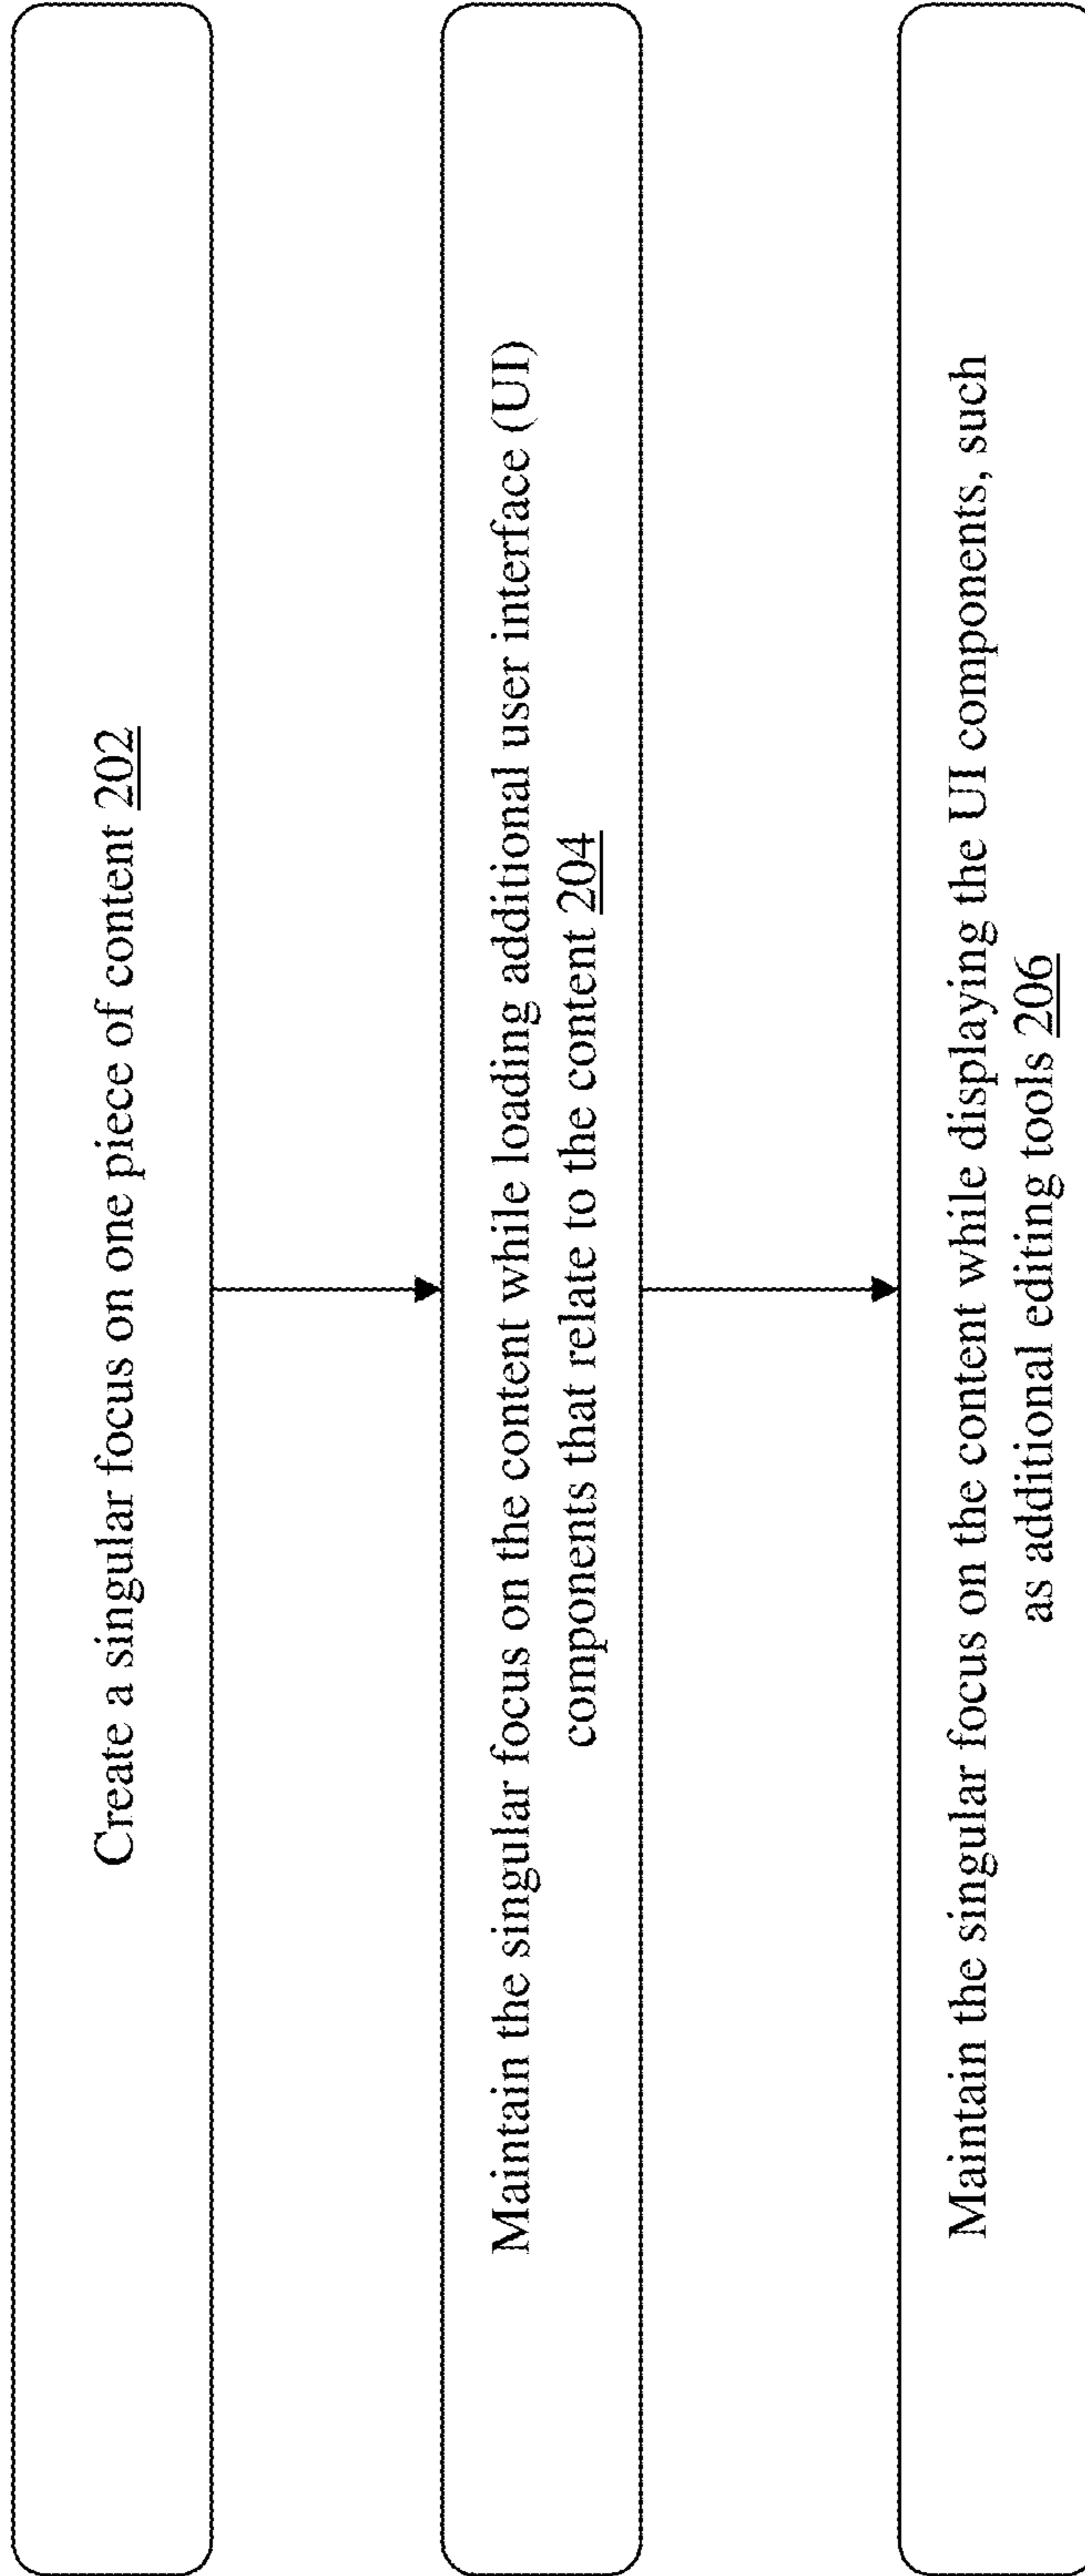 Create a singular focus on one piece of content 202
Maintain the singular focus on the content while loading additional user interface (UI)
components that relate to the content 204
Maintain the singular focus on the content while displaying the UI components, such
as additional editing tools 206